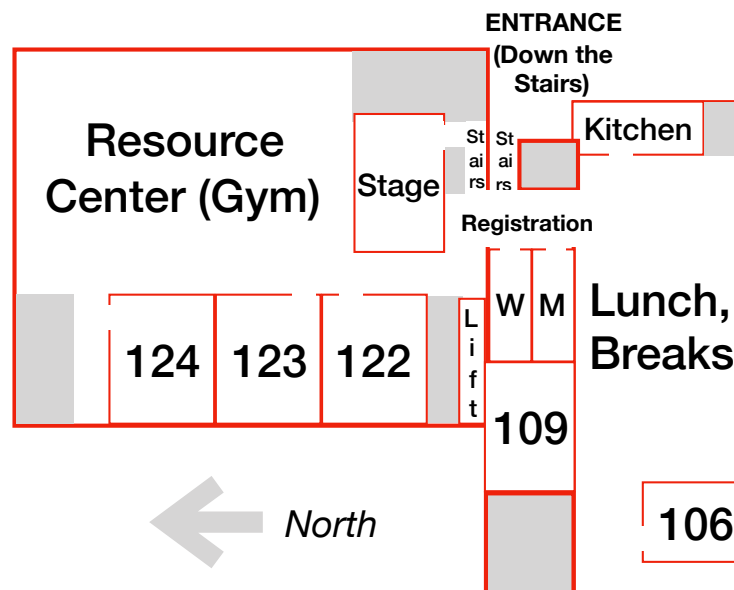 ENTRANCE
(Down the
Stairs)
Resource
Center (Gym)
Stage
St
ai
rs
St
ai
rs
Kitchen
Registration
W
M
Lunch,
Breaks
124
123
122
L
i
f
t
109
North
106